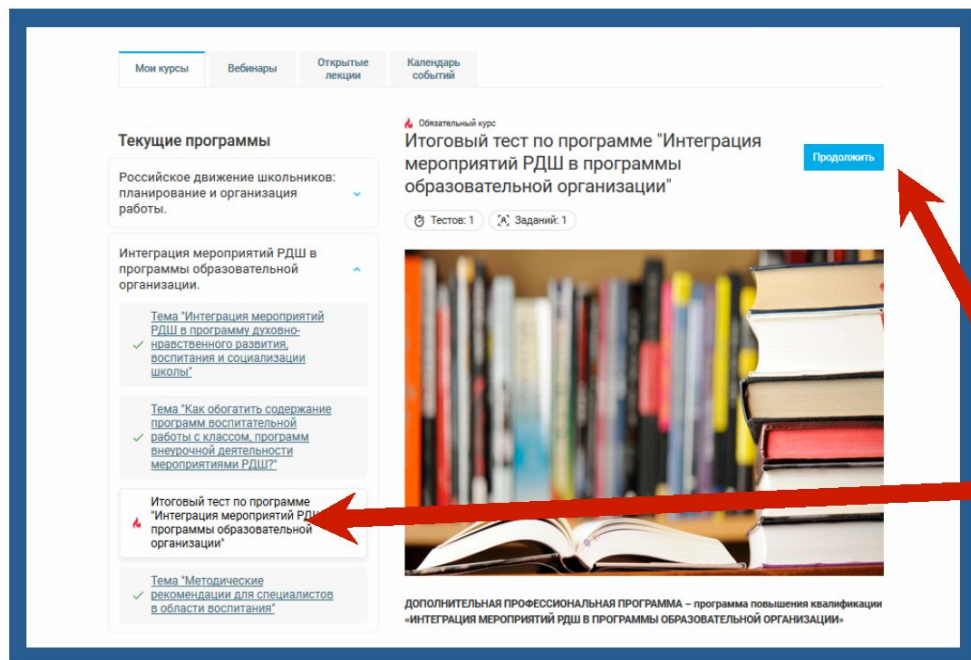 Мои курсы
Вебинары
Открытые
лекции
Календарь
событий
Текущие программы
Российское движение школьников:
планирование и организация
работы.
Интеграция мероприятий РДШ в
программы образовательной
организации.
Тема "Интеграция мероприятий
РДШ в программу духовно-
нравственного развития,
воспитания и социализации
школы"
Тема "Как обогатить содержание
программ воспитательной
работы с классом, программ
внеурочной деятельности
мероприятиями РДШ?"
Итоговый тест по программе
"Интеграция мероприятий
программы образовательной
организации"
Тема "Методические
рекомендации для специалистов
в области воспитания"
Обязательный курс
Итоговый тест по программе "Интеграция
мероприятий РДШ в программы
образовательной организации"
Продолжить
Тестов: 1
Заданий: 1
ДОПОЛНИТЕЛЬНАЯ ПРОФЕССИОНАЛЬНАЯ ПРОГРАММА – программа повышения квалификации
«ИНТЕГРАЦИЯ МЕРОПРИЯТИЙ РДШ В ПРОГРАММЫ ОБРАЗОВАТЕЛЬНОЙ ОРГАНИЗАЦИИ»